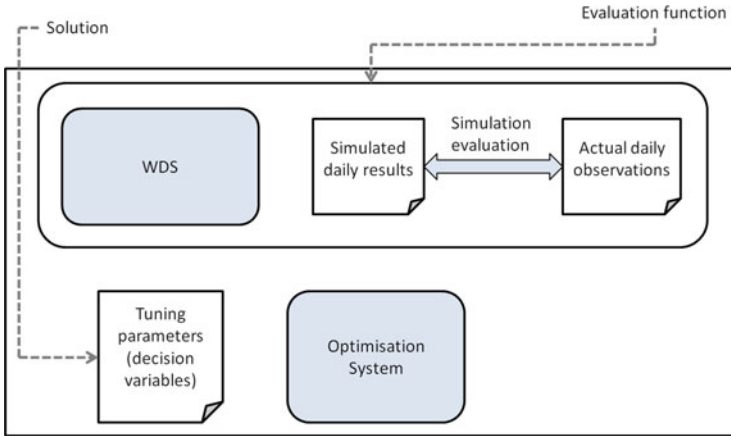 Solution
Evaluation function
WDS
Simulated
daily results
Simulation
evaluation
Actual daily
observations
Tuning
parameters
(decision
variables)
Optimisation
System